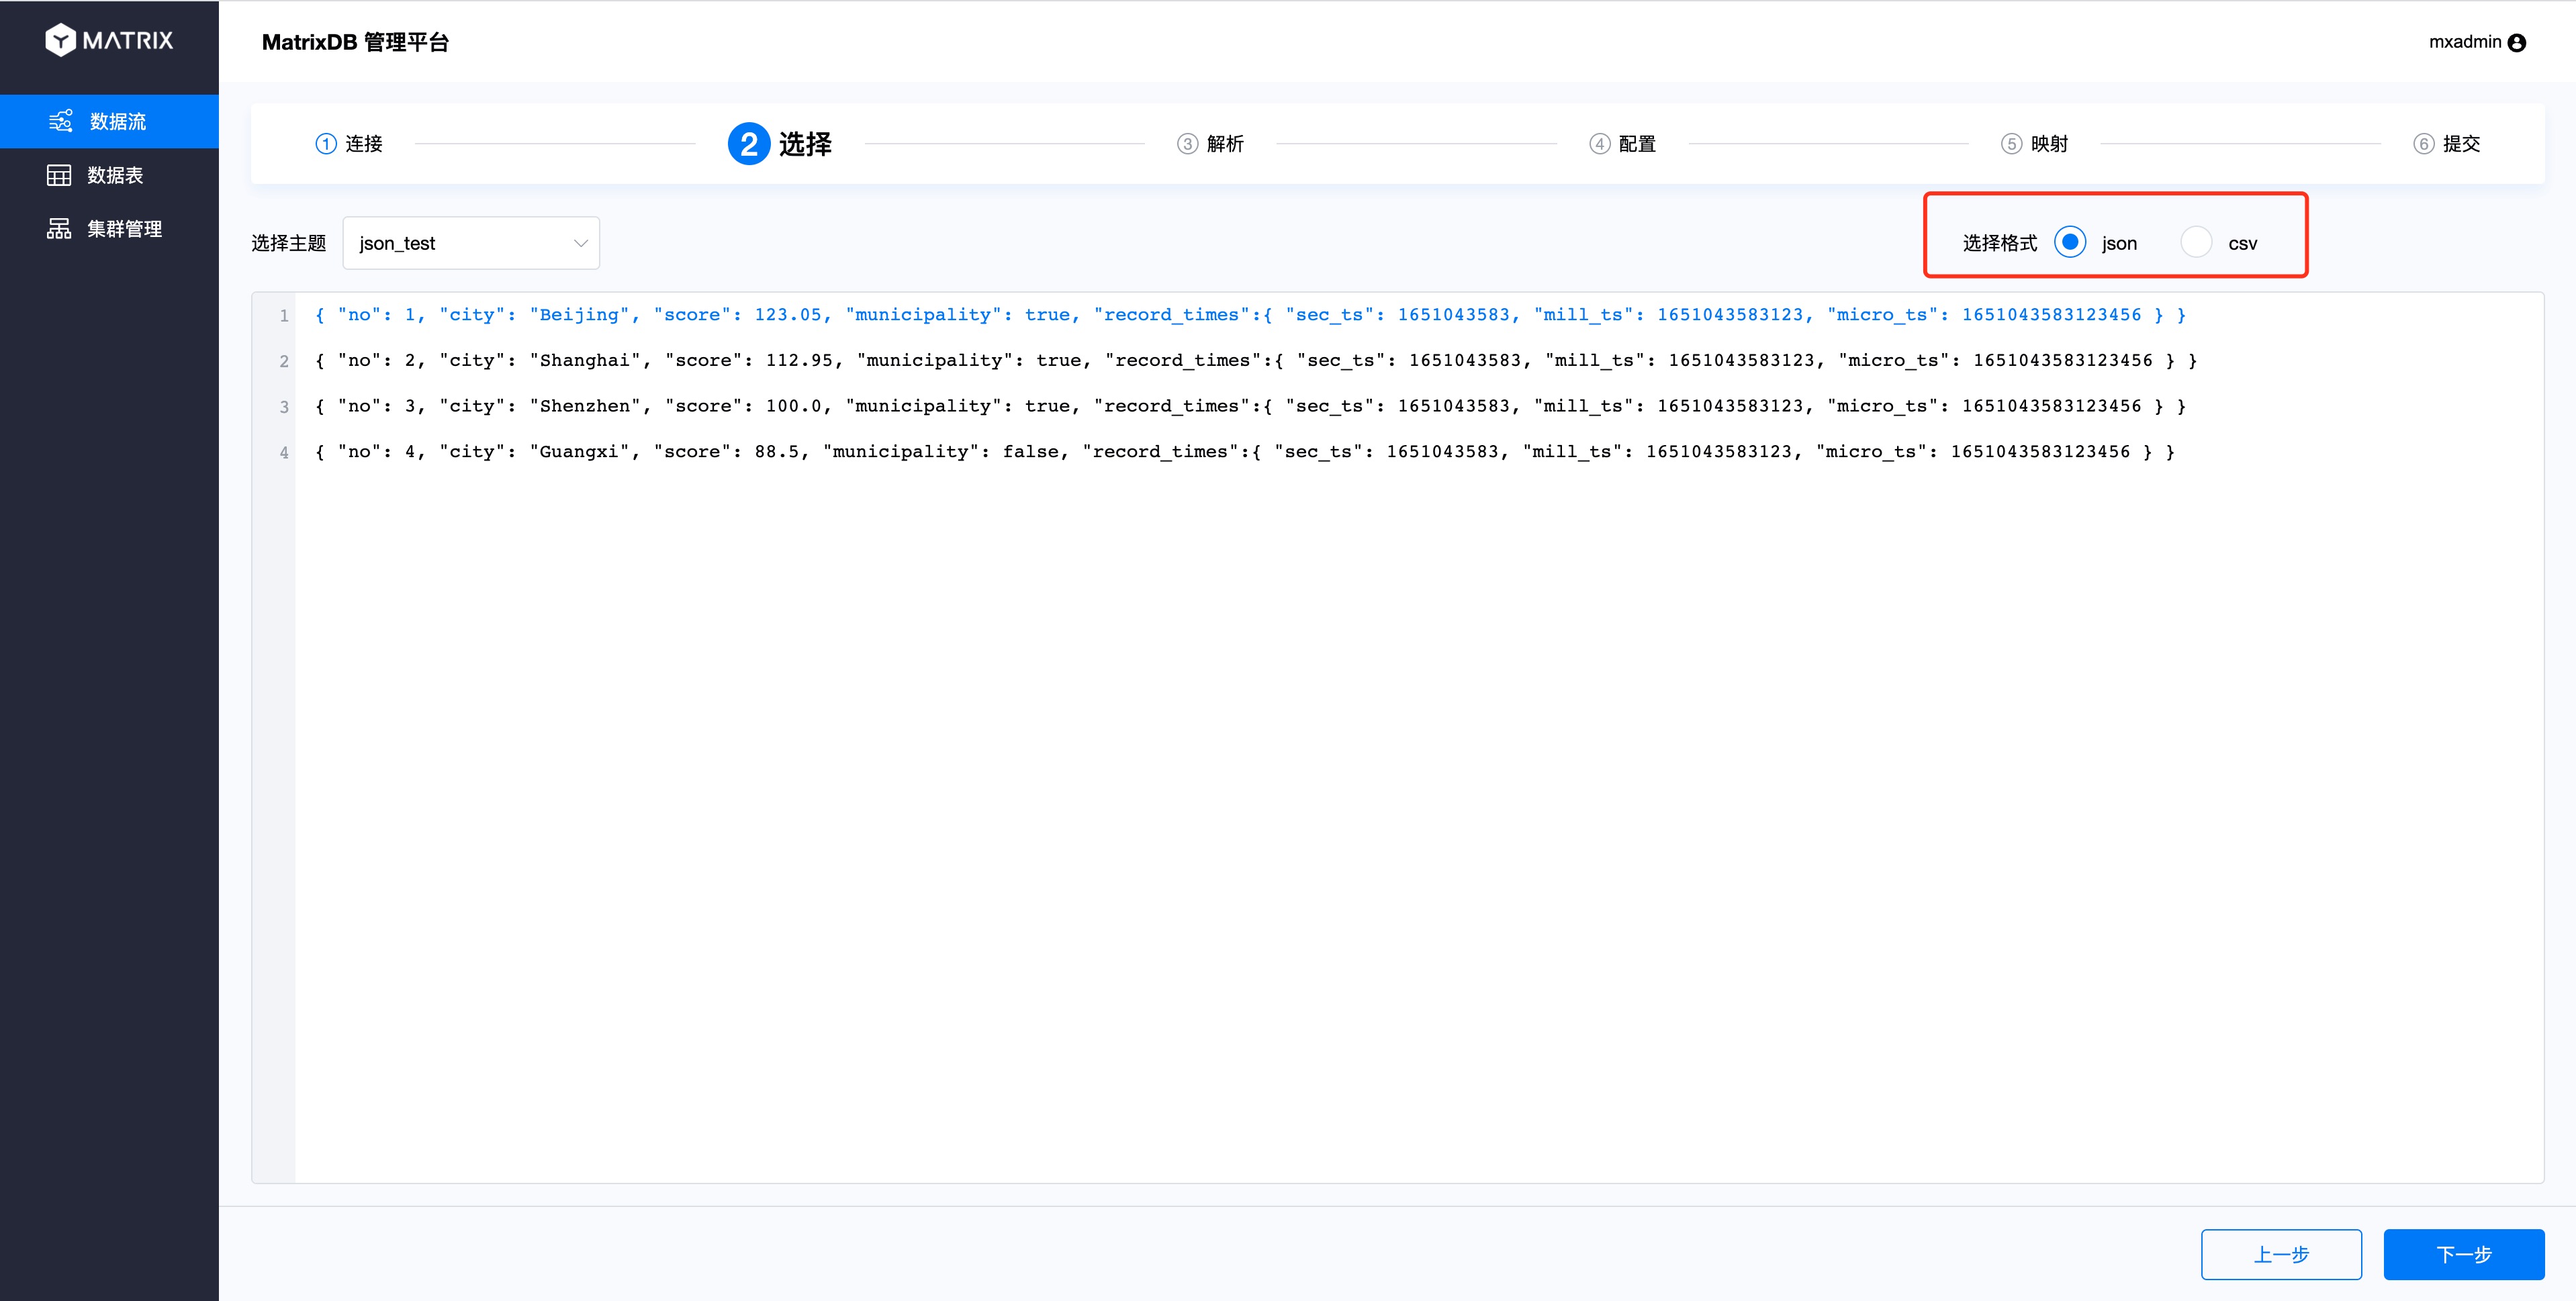 MATRIX
MatrixDB 管理平台
mxadmin
数据流
数据表
集群管理
1 连接
2 选择
3 解析
4 配置
5 映射
6 提交
选择主题 json_test
选择格式 json csv
1 { "no": 1, "city": "Beijing", "score": 123.05, "municipality": true, "record_times":{ "sec_ts": 1651043583, "mill_ts": 1651043583123, "micro_ts": 1651043583123456 } }
2 { "no": 2, "city": "Shanghai", "score": 112.95, "municipality": true, "record_times":{ "sec_ts": 1651043583, "mill_ts": 1651043583123, "micro_ts": 1651043583123456 } }
3 { "no": 3, "city": "Shenzhen", "score": 100.0, "municipality": true, "record_times":{ "sec_ts": 1651043583, "mill_ts": 1651043583123, "micro_ts": 1651043583123456 } }
4 { "no": 4, "city": "Guangxi", "score": 88.5, "municipality": false, "record_times":{ "sec_ts": 1651043583, "mill_ts": 1651043583123, "micro_ts": 1651043583123456 } }
上一步
下一步